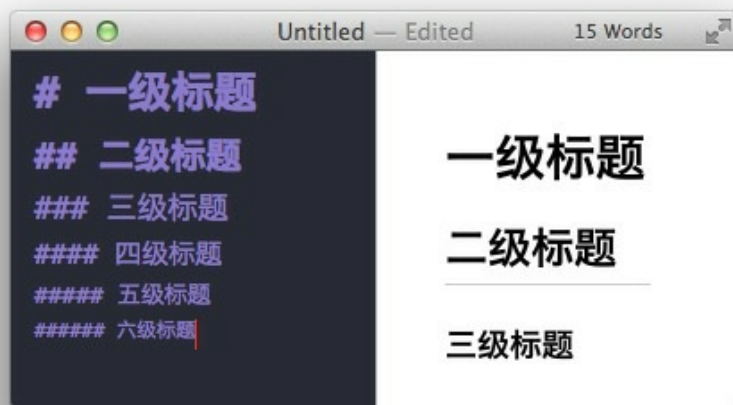 Untitled — Edited 15 Words
# 一级标题
## 二级标题
### 三级标题
#### 四级标题
##### 五级标题
###### 六级标题
一级标题
二级标题
三级标题